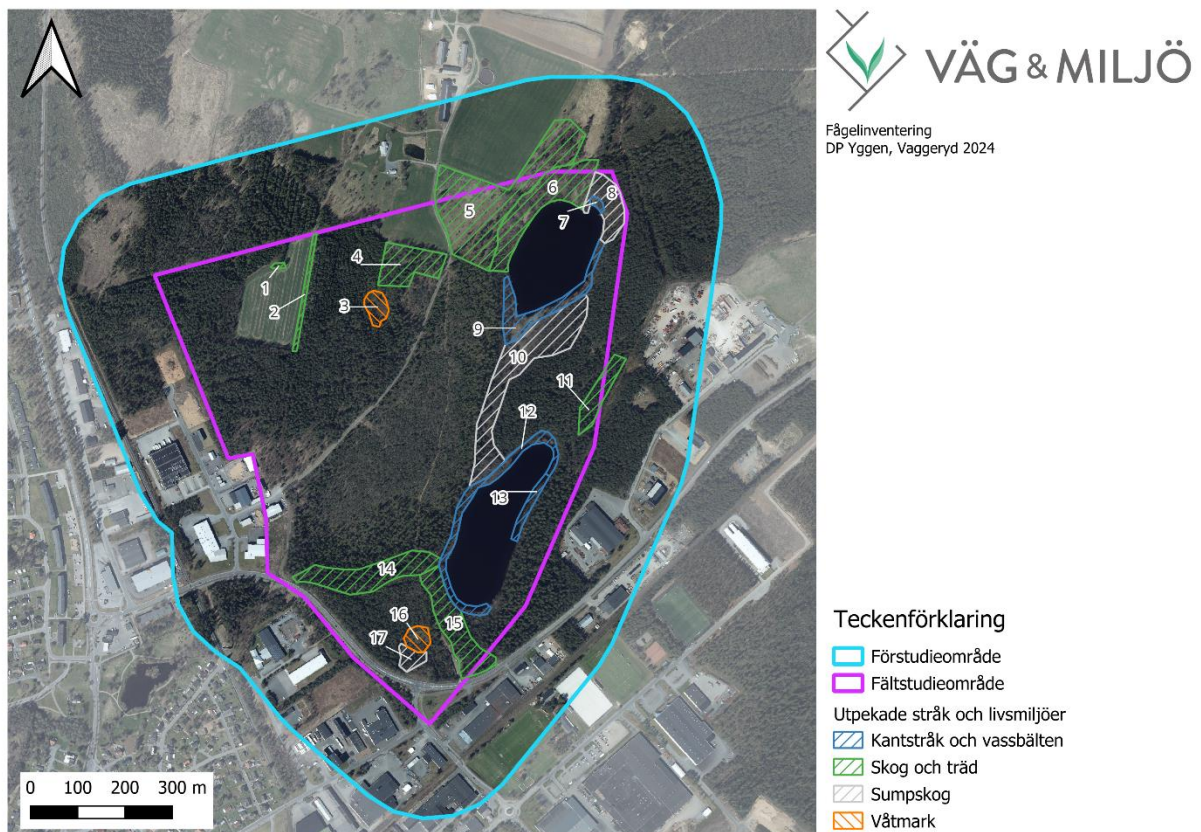 VÄG & MILJÖ
Fågelinventering
DP Yggen, Vaggeryd 2024
1
2
3
4
5
6
7
8
9
10
11
12
13
14
15
16
17
0 100 200 300 m
Teckenförklaring
Förstudieområde
Fältstudieområde
Utpekade stråk och livsmiljöer
Kantstråk och vassbälten
Skog och träd
Sumpskog
Våtmark